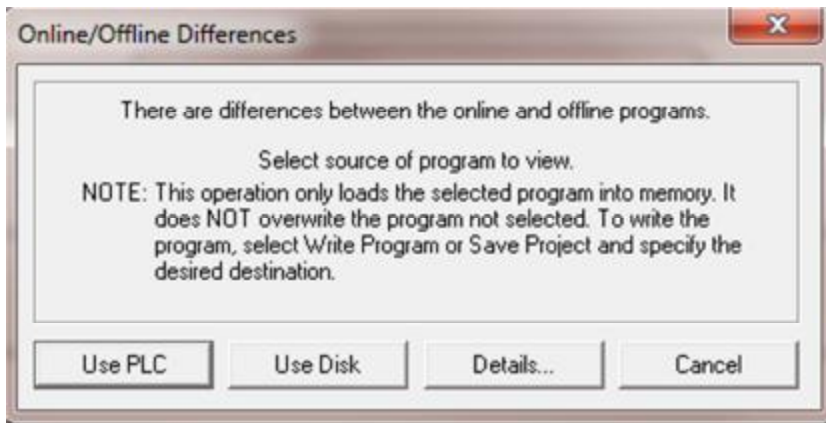 Online/Offline Differences
There are differences between the online and offline programs.
Select source of program to view.
NOTE: This operation only loads the selected program into memory. It
does NOT overwrite the program not selected. To write the
program, select Write Program or Save Project and specify the
desired destination.
Use PLC Use Disk Details... Cancel